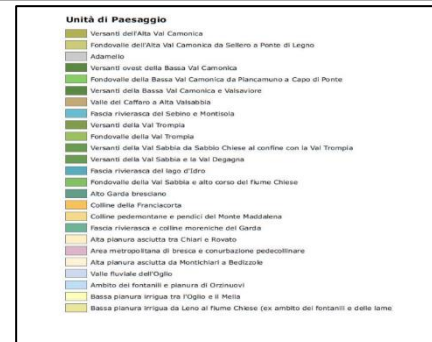 Unità di Paesaggio
Versanti dell'Alta Val Camonica
Fondovalle dell'Alta Val Camonica da Sellero a Ponte di Legno
Adamello
Versanti ovest della Bassa Val Camonica
Fondovalle della Bassa Val Camonica da Piancamuno a Capo di Ponte
Versanti della Bassa Val Camonica e Valsaviore
Valle del Caffaro a Alta Valsabbia
Fascia rivierasca del Sebino e Montisola
Versanti della Val Trompia
Fondovalle della Val Trompia
Versanti della Val Sabbia da Sabbio Chiese al confine con la Val Trompia
Versanti della Val Sabbia e la Val Degagna
Fascia rivierasca del lago d'Idro
Fondovalle della Val Sabbia e alto corso del fiume Chiese
Alto Garda bresciano
Colline della Franciacorta
Colline pedemontane e pendici del Monte Maddalena
Fascia rivierasca e colline moreniche del Garda
Alta pianura asciutta tra Chiari e Rovato
Area metropolitana di bresca e conurbazione pedecollinare
Alta pianura asciutta da Montichiari a Bedizzole
Valle fluviale dell'Oglio
Ambito dei fontanili e pianura di Orzinuovi
Bassa pianura irrigua tra l'Oglio e il Mella
Bassa pianura irrigua da Leno al fiume Chiese (ex ambito dei fontanili e delle lame